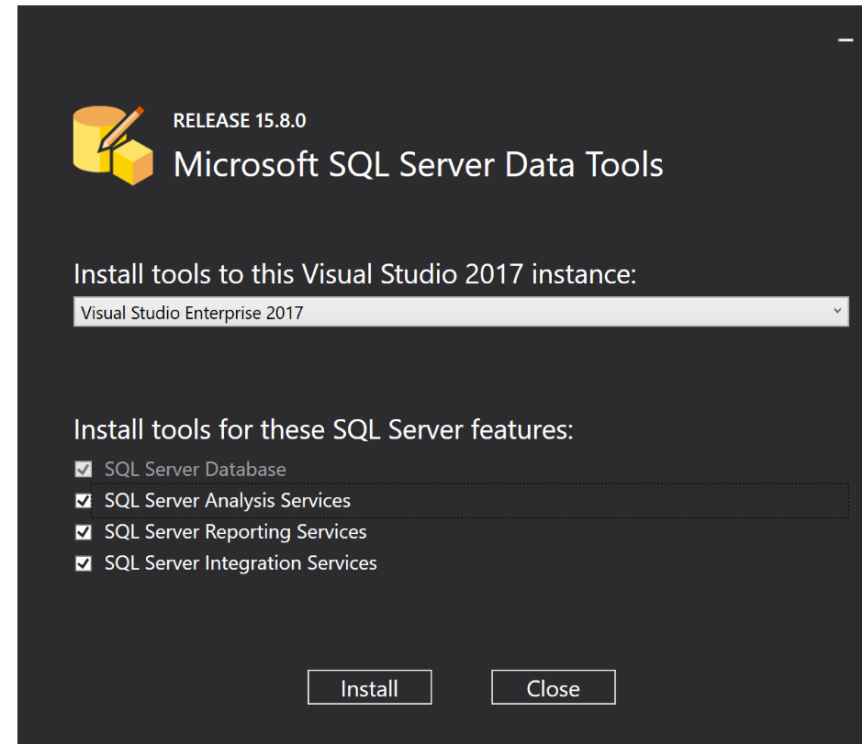 RELEASE 15.8.0
Microsoft SQL Server Data Tools
Install tools to this Visual Studio 2017 instance:
Visual Studio Enterprise 2017
Install tools for these SQL Server features:
SQL Server Database
SQL Server Analysis Services
SQL Server Reporting Services
SQL Server Integration Services
Install Close